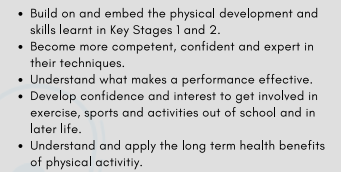 • Build on and embed the physical development and
skills learnt in Key Stages 1 and 2.
• Become more competent, confident and expert in
their techniques.
• Understand what makes a performance effective.
• Develop confidence and interest to get involved in
exercise, sports and activities out of school and in
later life.
• Understand and apply the long term health benefits
of physical activitiy.